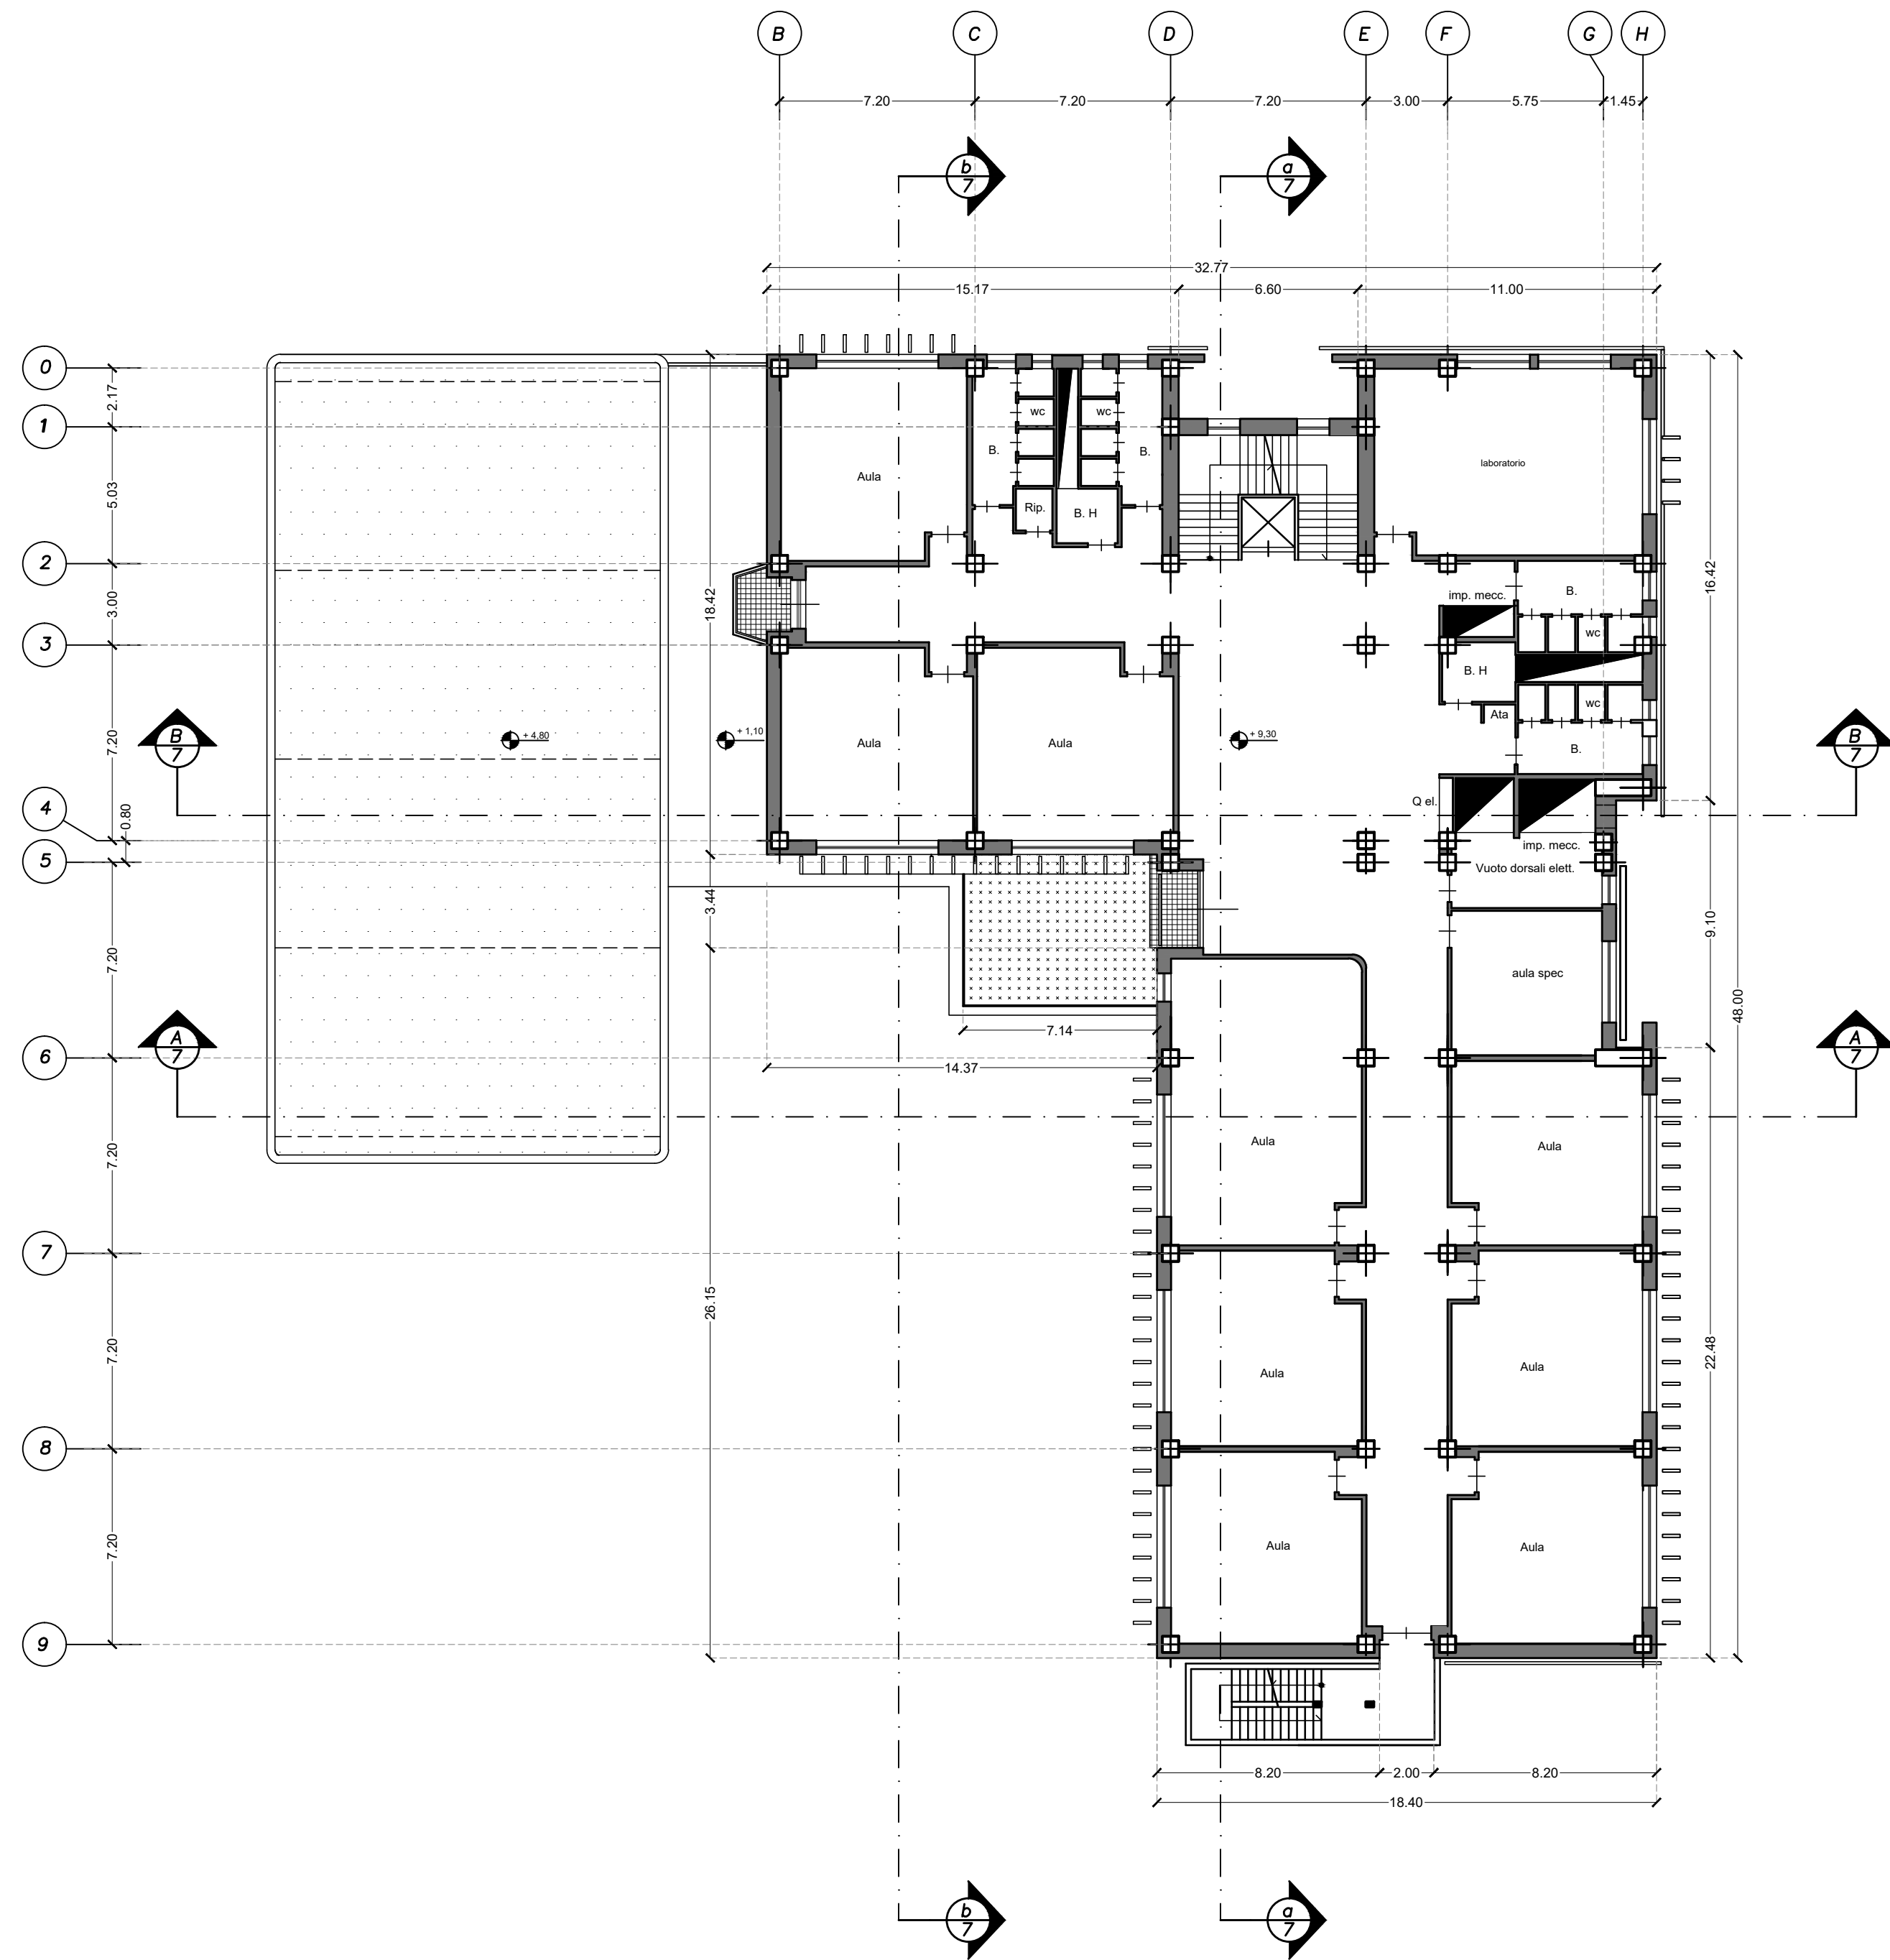 B C D E F G H
7.20 7.20 7.20 3.00 5.75 1.45
b
7
a
7
32.77
15.17 6.60 11.00
0
2.17
1
wc wc
B. B.
laboratorio
Aula
5.03
Rip. B. H
2
imp. mecc. B.
3.00
18.42
16.42
wc
3
B. H
wc
Ata
+ 4,80 + 1,10 Aula Aula + 9,30
B
7
7.20
B.
B
7
4
0.80
Q el.
imp. mecc.
5
Vuoto dorsali elett.
3.44
9.10
7.20
aula spec
48.00
7.14
A
7
A
7
6
14.37
Aula Aula
7.20
7
26.15
7.20
22.48
Aula Aula
8
7.20
Aula Aula
9
8.20 2.00 8.20
18.40
b
7
a
7